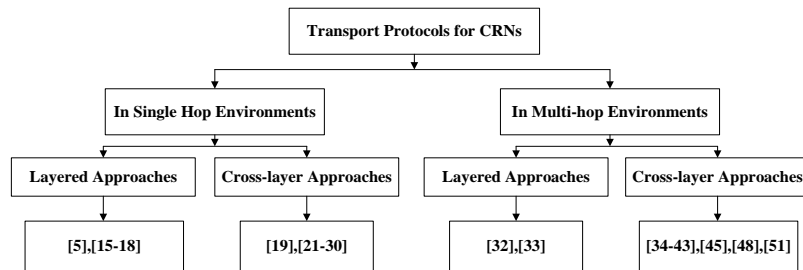 Transport Protocols for CRNs
In Single Hop Environments
In Multi-hop Environments
Layered Approaches
Cross-layer Approaches
Layered Approaches
Cross-layer Approaches
[5],[15-18]
[19],[21-30]
[32],[33]
[34-43],[45],[48],[51]